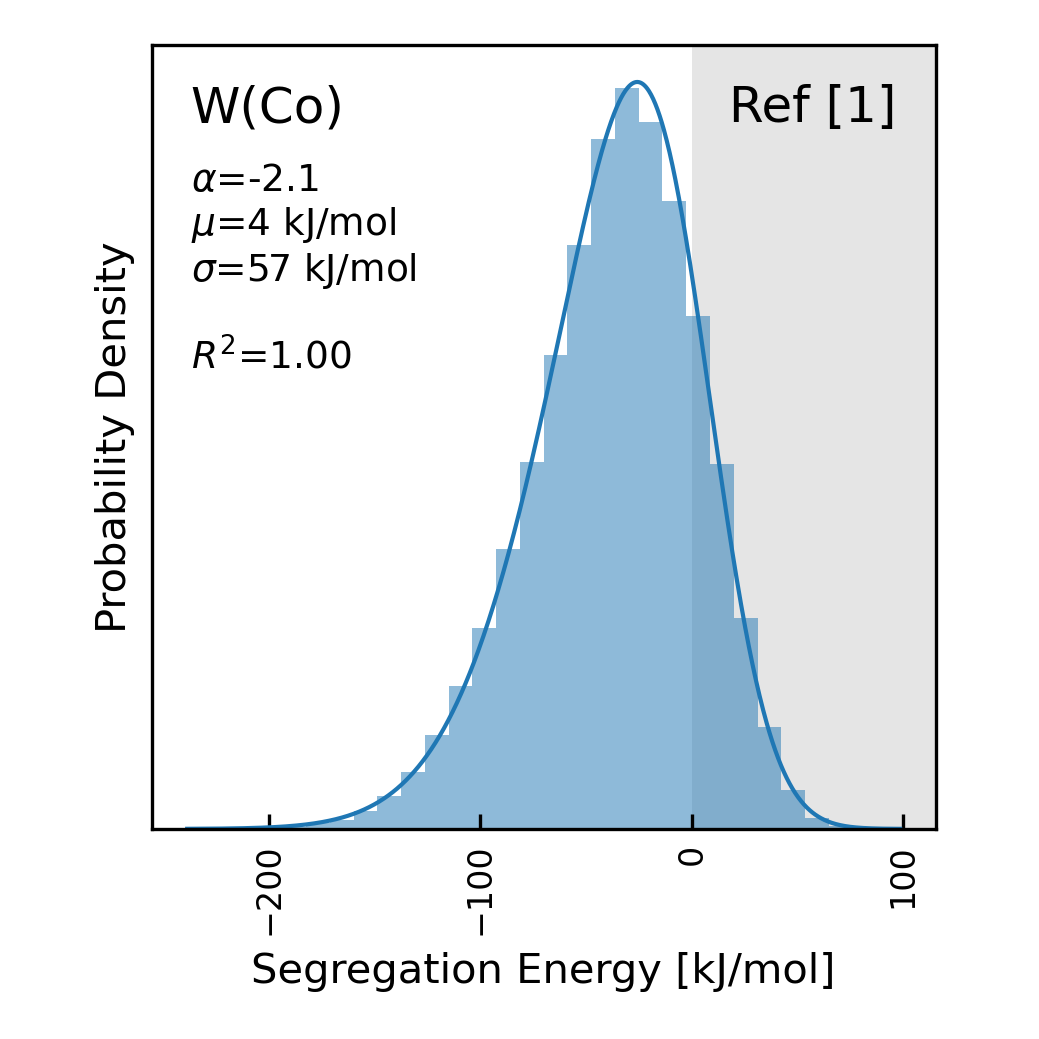 W(Co)
Ref [1]
α=-2.1
μ=4 kJ/mol
σ=57 kJ/mol
R²=1.00
Probability Density
−200
−100
0
100
Segregation Energy [kJ/mol]